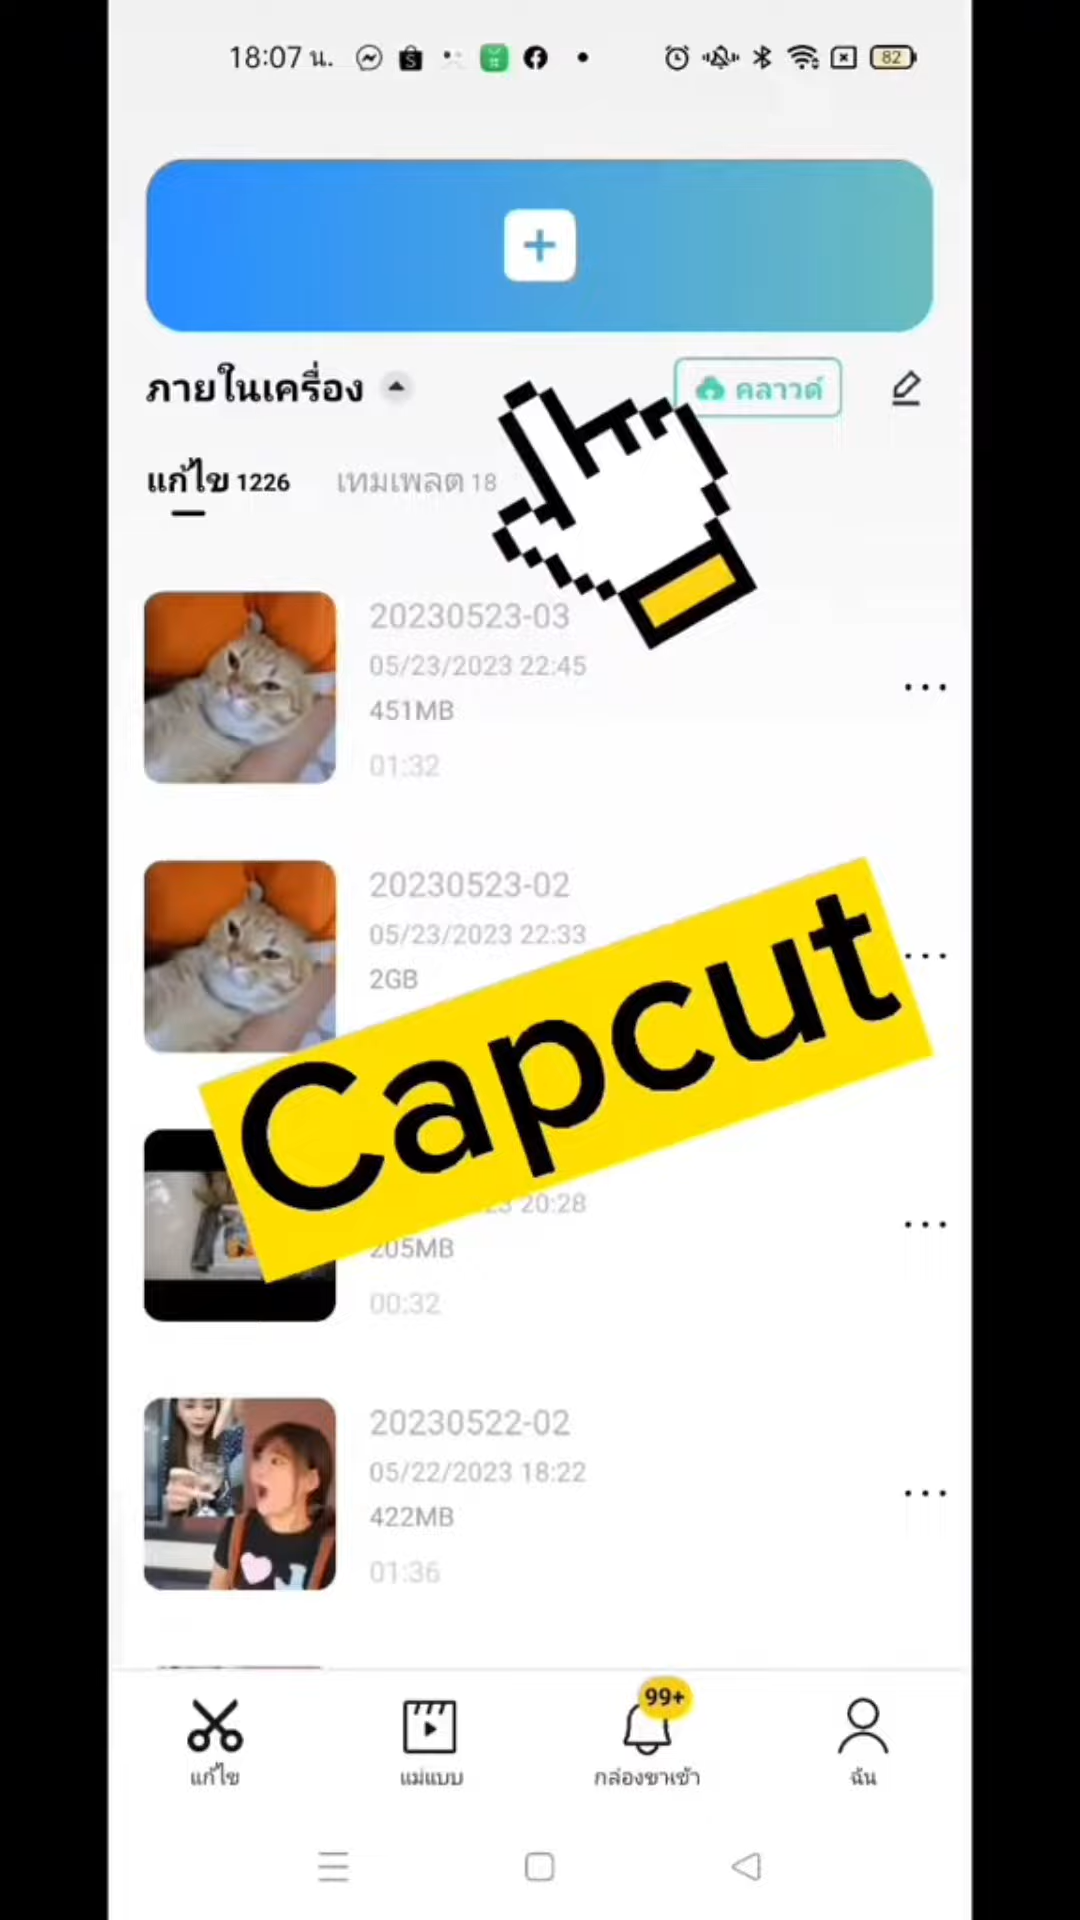 18:07 น.
82
ภายในเครื่อง
คลาวด์
แก้ไข 1226
เทมเพลต 18
20230523-03
05/23/2023 22:45
451MB
01:32
20230523-02
05/23/2023 22:33
2GB
Capcut
20:28
205MB
00:32
20230522-02
05/22/2023 18:22
422MB
01:36
99+
แก้ไข
แม่แบบ
กล่องขาเข้า
ฉัน